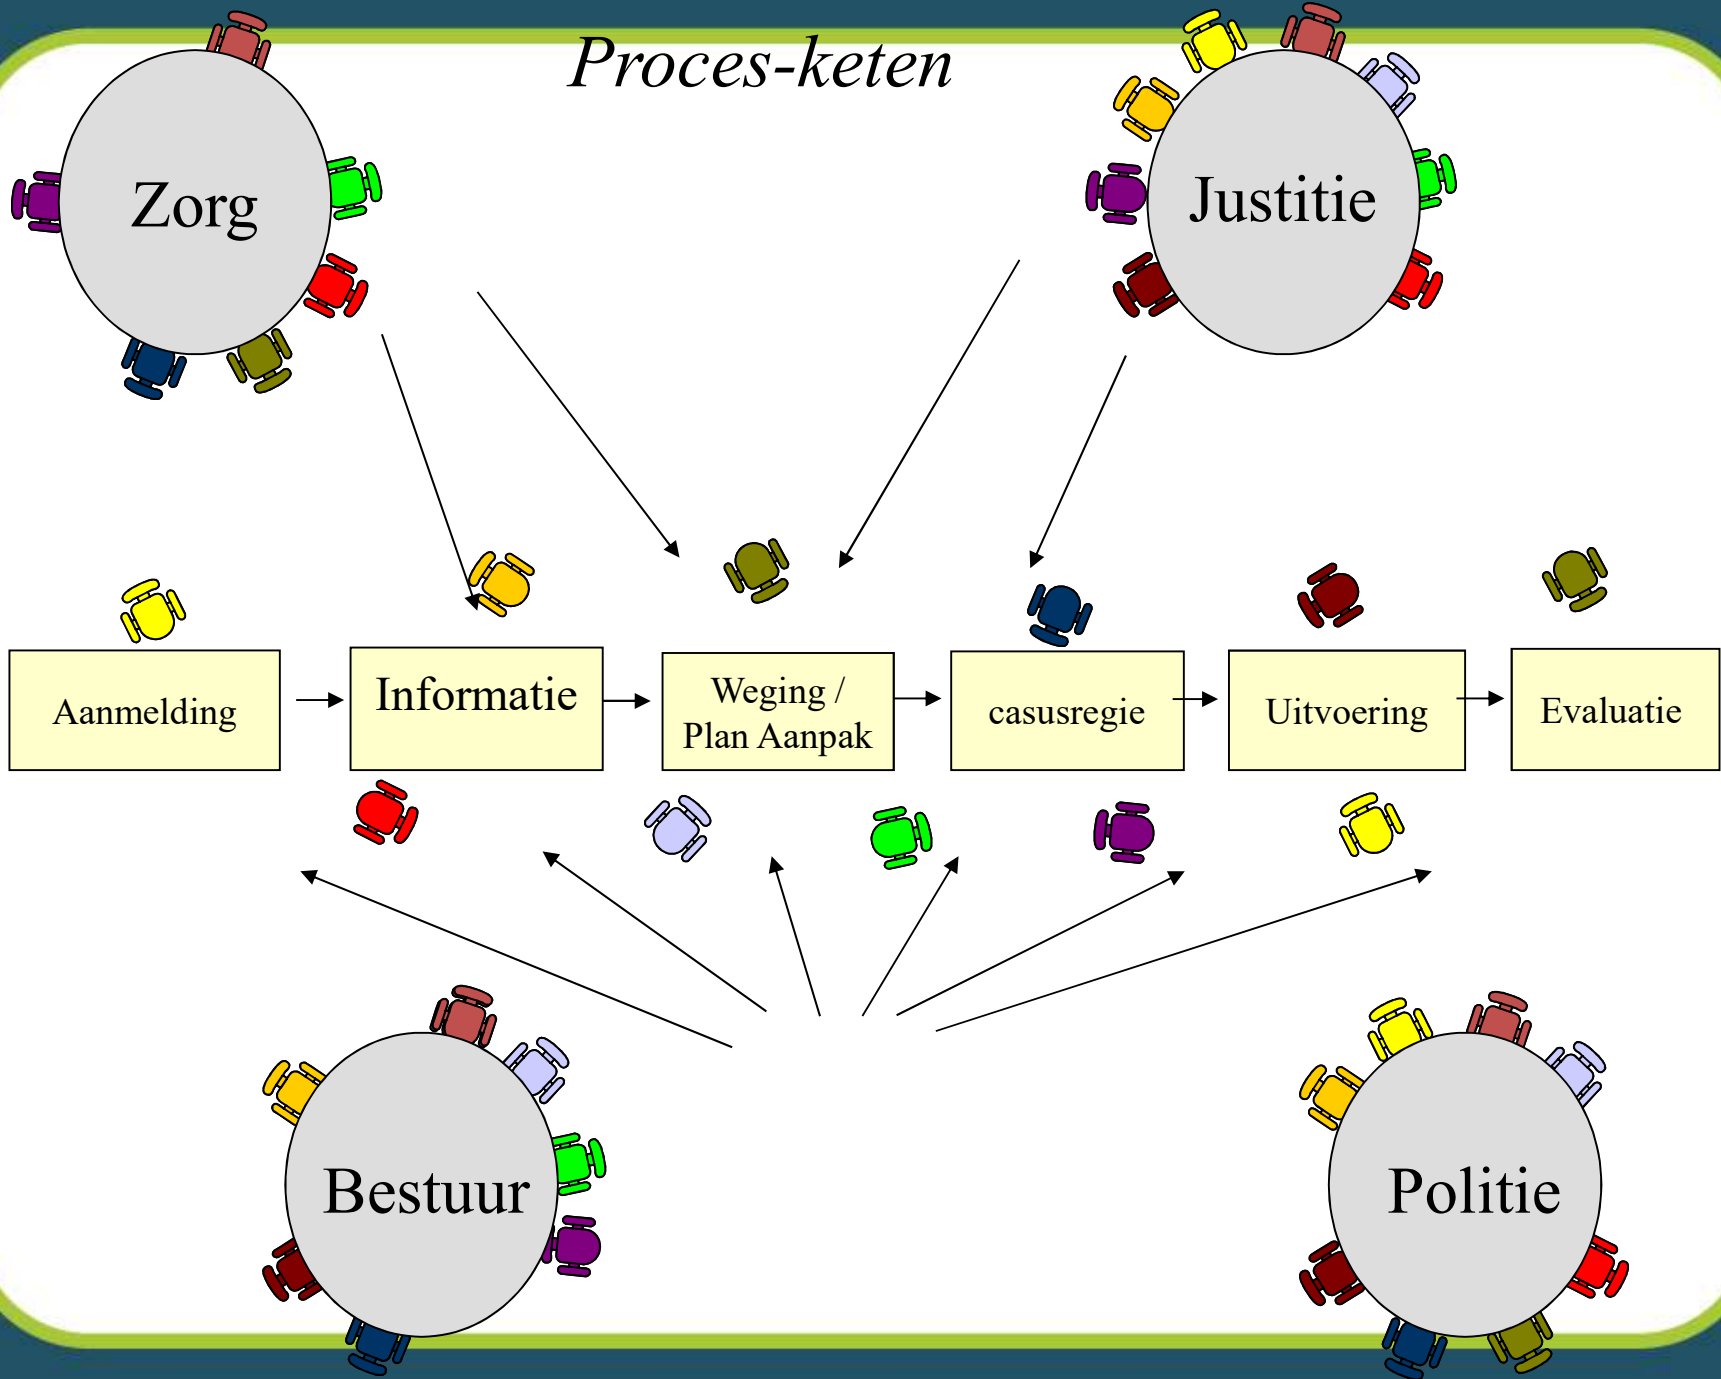 Proces-keten
Zorg
Justitie
Aanmelding
Informatie
Weging /
Plan Aanpak
casusregie
Uitvoering
Evaluatie
Bestuur
Politie